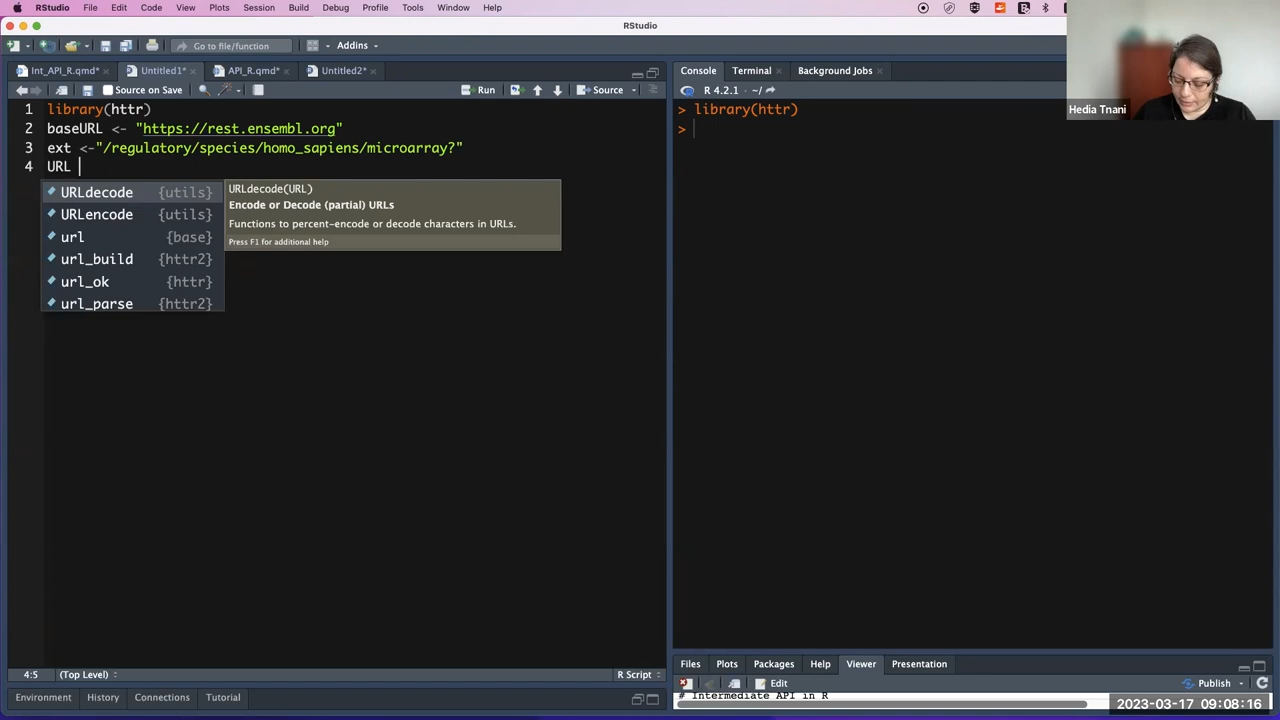 RStudio File Edit Code View Plots Session Build Debug Profile Tools Window Help
RStudio
Go to file/function Addins
Int_API_R.qmd* Untitled1* API_R.qmd* Untitled2*
Source on Save Run Source
1 library(httr)
2 baseURL <- "https://rest.ensembl.org"
3 ext <-"/regulatory/species/homo_sapiens/microarray?"
4 URL
URLdecode {utils}
URLencode {utils}
url {base}
url_build {httr2}
url_ok {httr}
url_parse {httr2}
URLdecode(URL)
Encode or Decode (partial) URLs
Functions to percent-encode or decode characters in URLs.
Press F1 for additional help
4:5 (Top Level) R Script
Environment History Connections Tutorial
Console Terminal Background Jobs
R 4.2.1 · ~/
> library(httr)
>
Files Plots Packages Help Viewer Presentation
Edit Publish
# Intermediate API in R
Hedia Tnani
2023-03-17 09:08:16